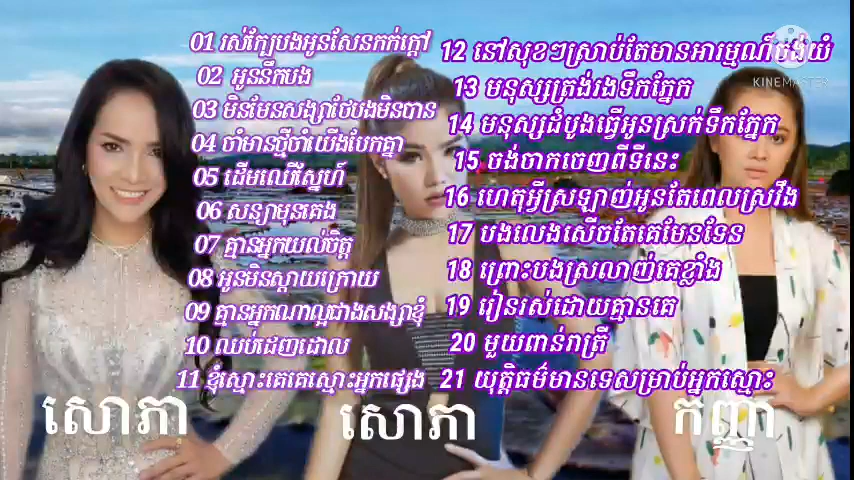 01 រស់ក្បែបងអូនសែនកក់ក្តៅ
02 អូននឹកបង
03 មិនមែនសង្សាថែបងមិនបាន
04 ចាំមានថ្មីចាំយើងបែកគ្នា
05 ដើមឈើស្នេហ៍
06 សន្យាមុនគេង
07 គ្មានអ្នកយល់ចិត្ត
08 អូនមិនស្តាយក្រោយ
09 គ្មានអ្នកណាល្អជាងសង្សាខ្ញុំ
10 ឈប់ដេញដោល
11 ខ្ញុំស្មោះគេគេស្មោះអ្នកផ្សេង
12 នៅសុខៗស្រាប់តែមានអារម្មណ៍ចង់យំ
13 មនុស្សត្រង់រងទឹកភ្នែក
14 មនុស្សដំបូងធ្វើអូនស្រក់ទឹកភ្នែក
15 ចង់ចាកចេញពីទីនេះ
16 ហេតុអ្វីស្រឡាញ់អូនតែពេលស្រវឹង
17 បងលេងសើចតែគេមែនទែន
18 ព្រោះបងស្រលាញ់គេខ្លាំង
19 រៀនរស់ដោយគ្មានគេ
20 មួយពាន់រាត្រី
21 យុត្តិធម៌មានទេសម្រាប់អ្នកស្មោះ
KINEMASTER
សោភា
សោភា
កញ្ញា